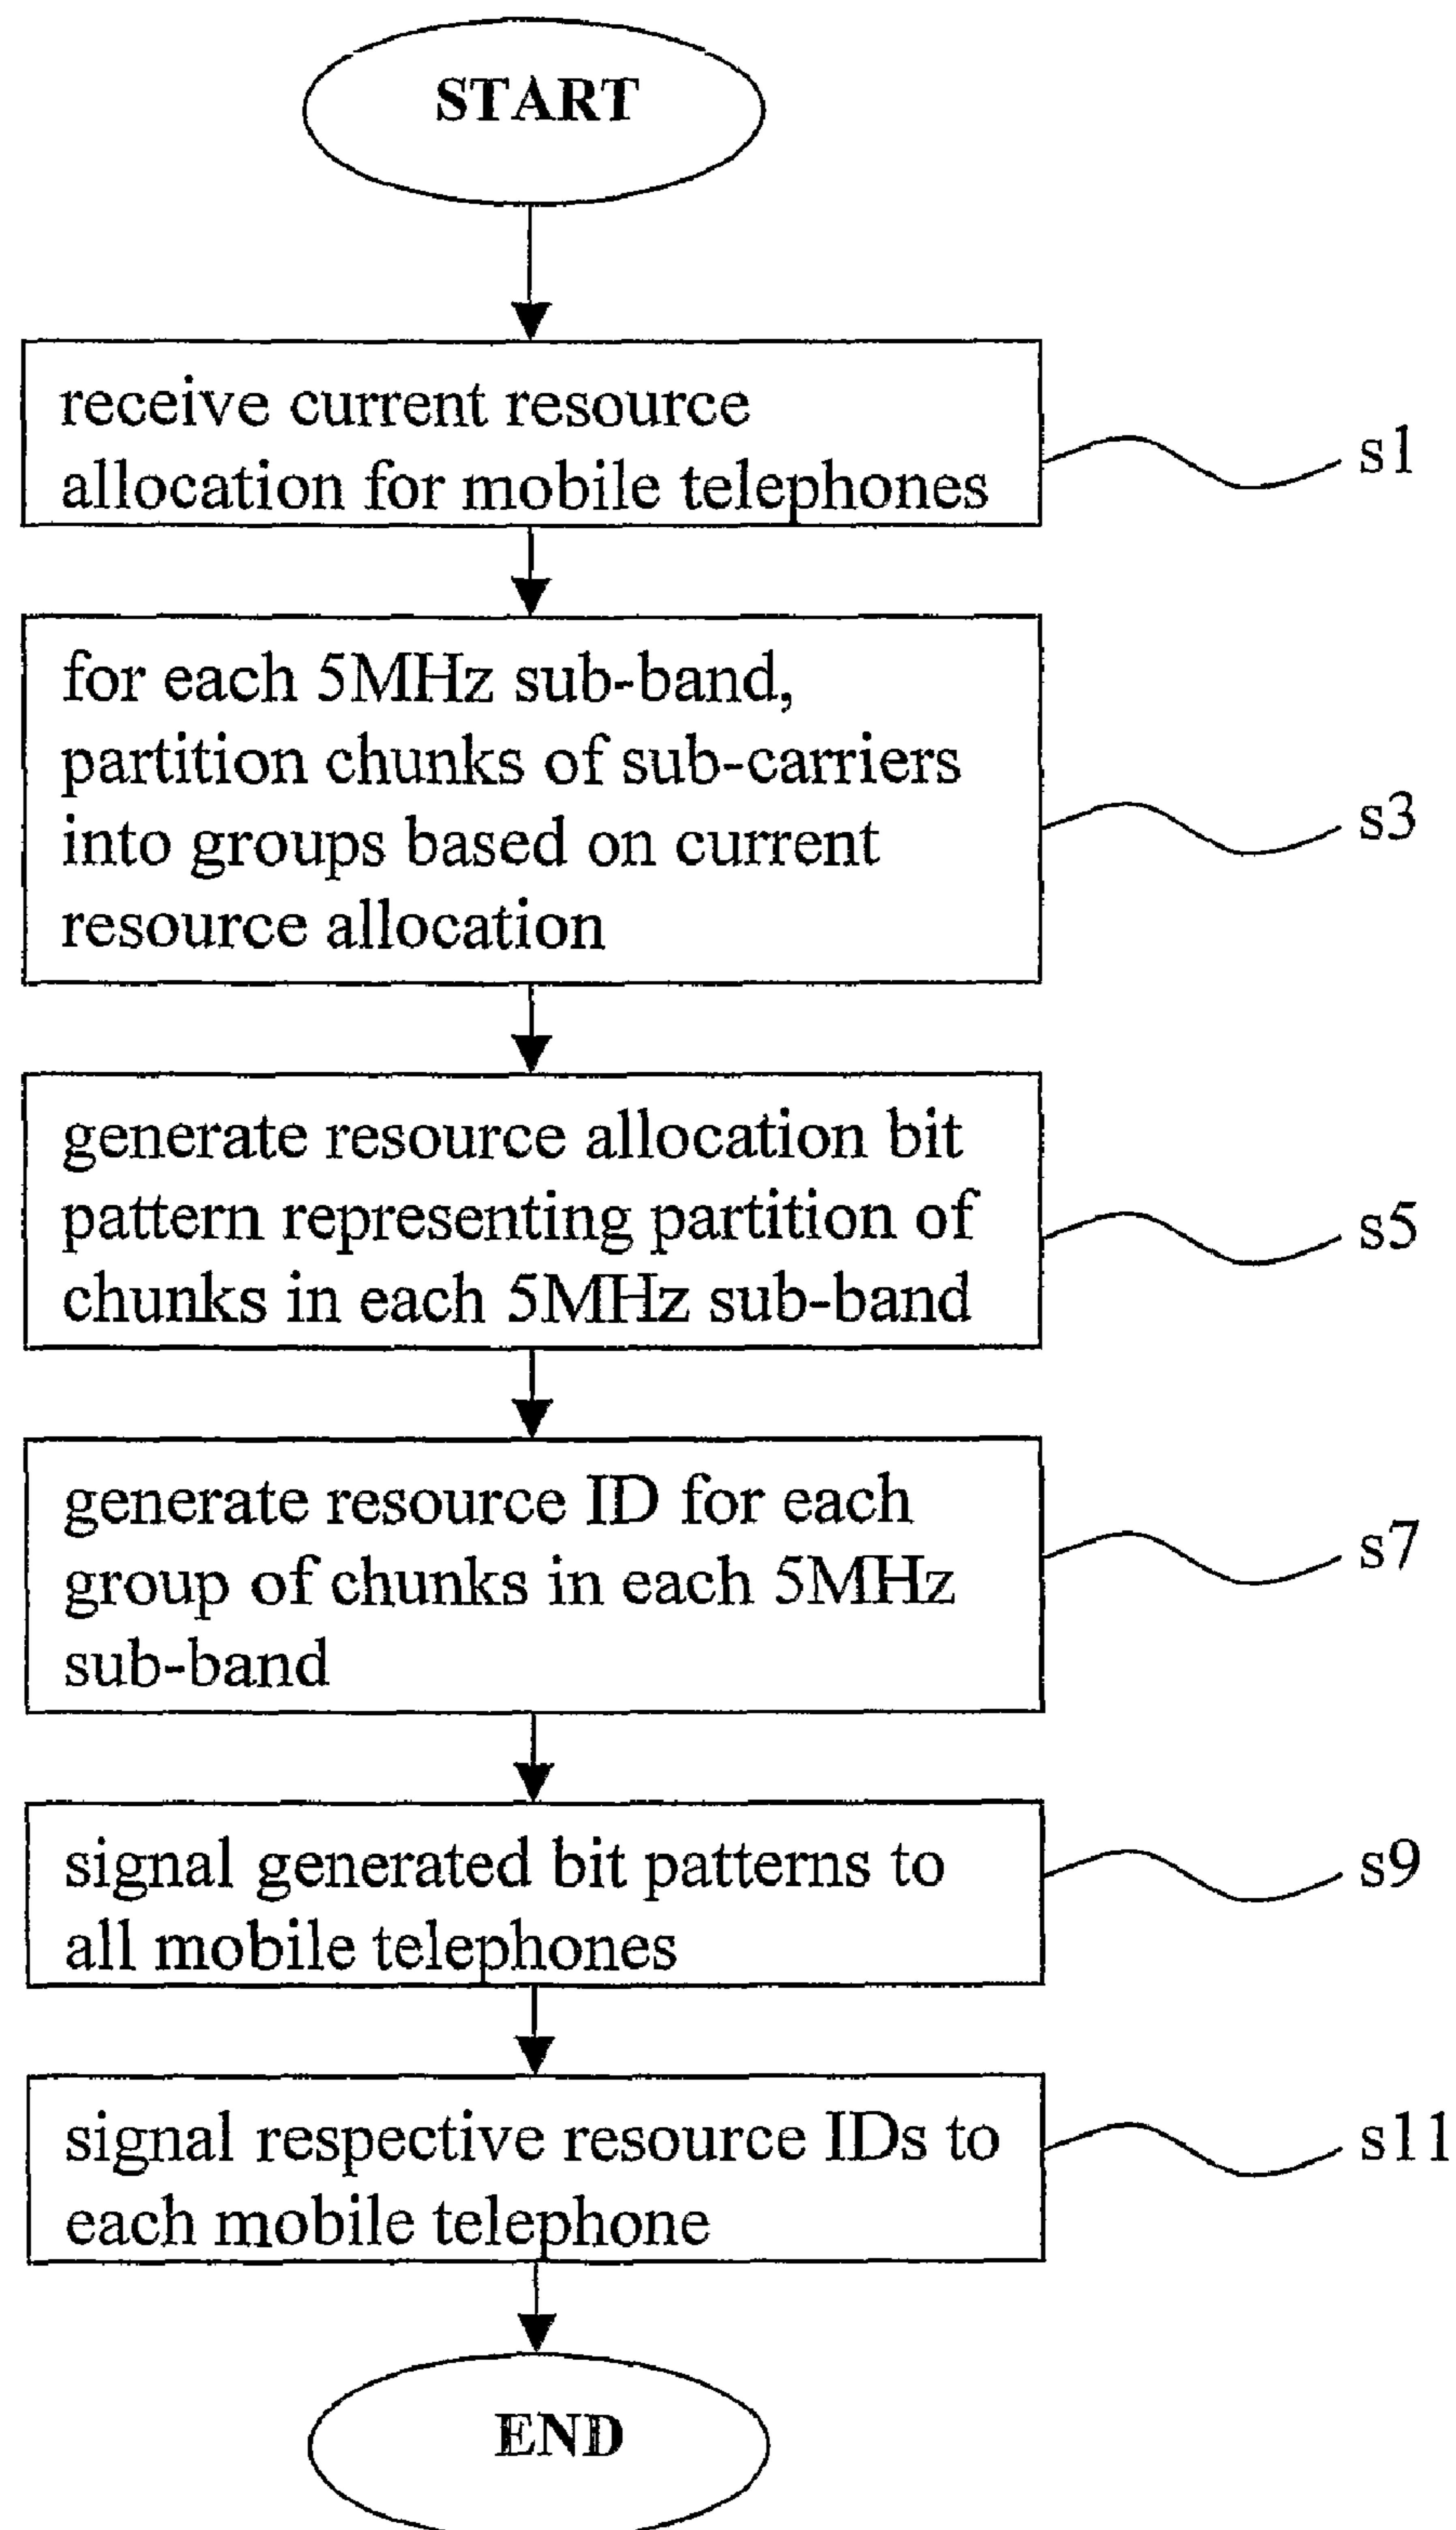 START
receive current resource
allocation for mobile telephones
s1
for each 5MHz sub-band,
partition chunks of sub-carriers
into groups based on current
resource allocation
s3
generate resource allocation bit
pattern representing partition of
chunks in each 5MHz sub-band
s5
generate resource ID for each
group of chunks in each 5MHz
sub-band
s7
signal generated bit patterns to
all mobile telephones
s9
signal respective resource IDs to
each mobile telephone
s11
END